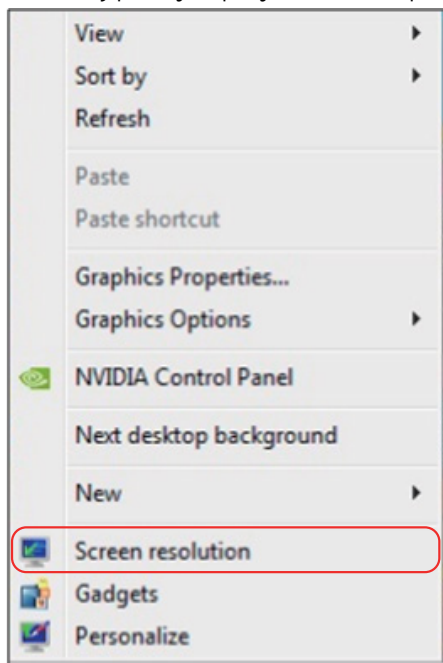 View
Sort by
Refresh
Paste
Paste shortcut
Graphics Properties...
Graphics Options
NVIDIA Control Panel
Next desktop background
New
Screen resolution
Gadgets
Personalize